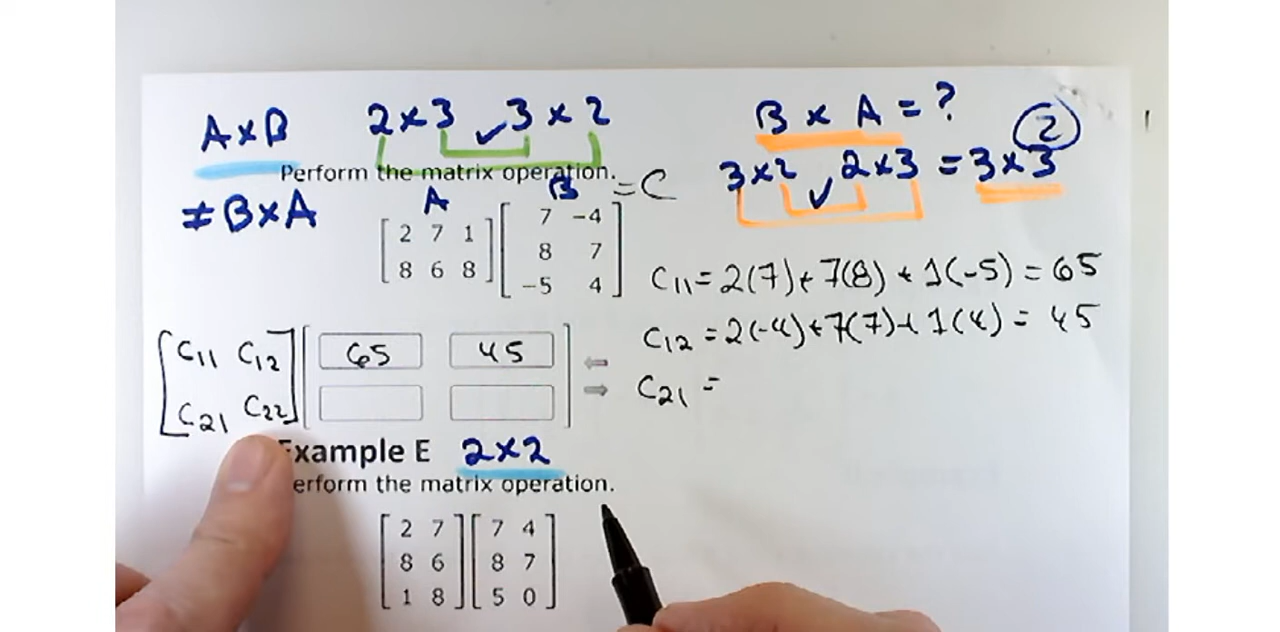 A x B 2 x 3 ✓ 3 x 2 B x A = ? 2
Perform the matrix operation. 3 x 2 ✓ 2 x 3 = 3 x 3
≠ B x A A B = C
2 7 1 7 -4
8 6 8 8 7
-5 4
C11 = 2(7) + 7(8) + 1(-5) = 65
C12 = 2(-4) + 7(7) + 1(4) = 45
C11 C12 65 45 ⇐
C21 C22 ⇒ C21 =
Example E 2 x 2
erform the matrix operation.
2 7 7 4
8 6 8 7
1 8 5 0